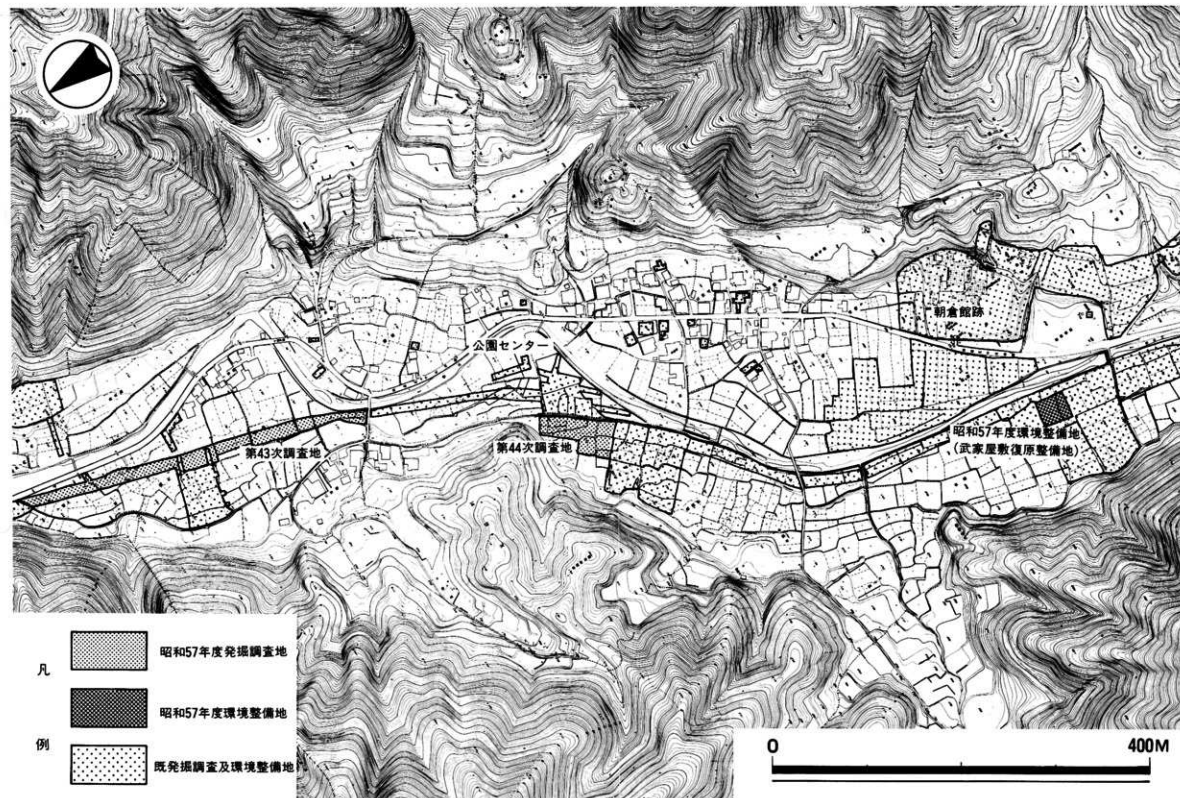 朝倉館跡
公園センター
第43次調査地
第44次調査地
昭和57年度環境整備地
(武家屋敷復原整備地)
凡例
昭和57年度発掘調査地
昭和57年度環境整備地
既発掘調査及環境整備地
0 400M